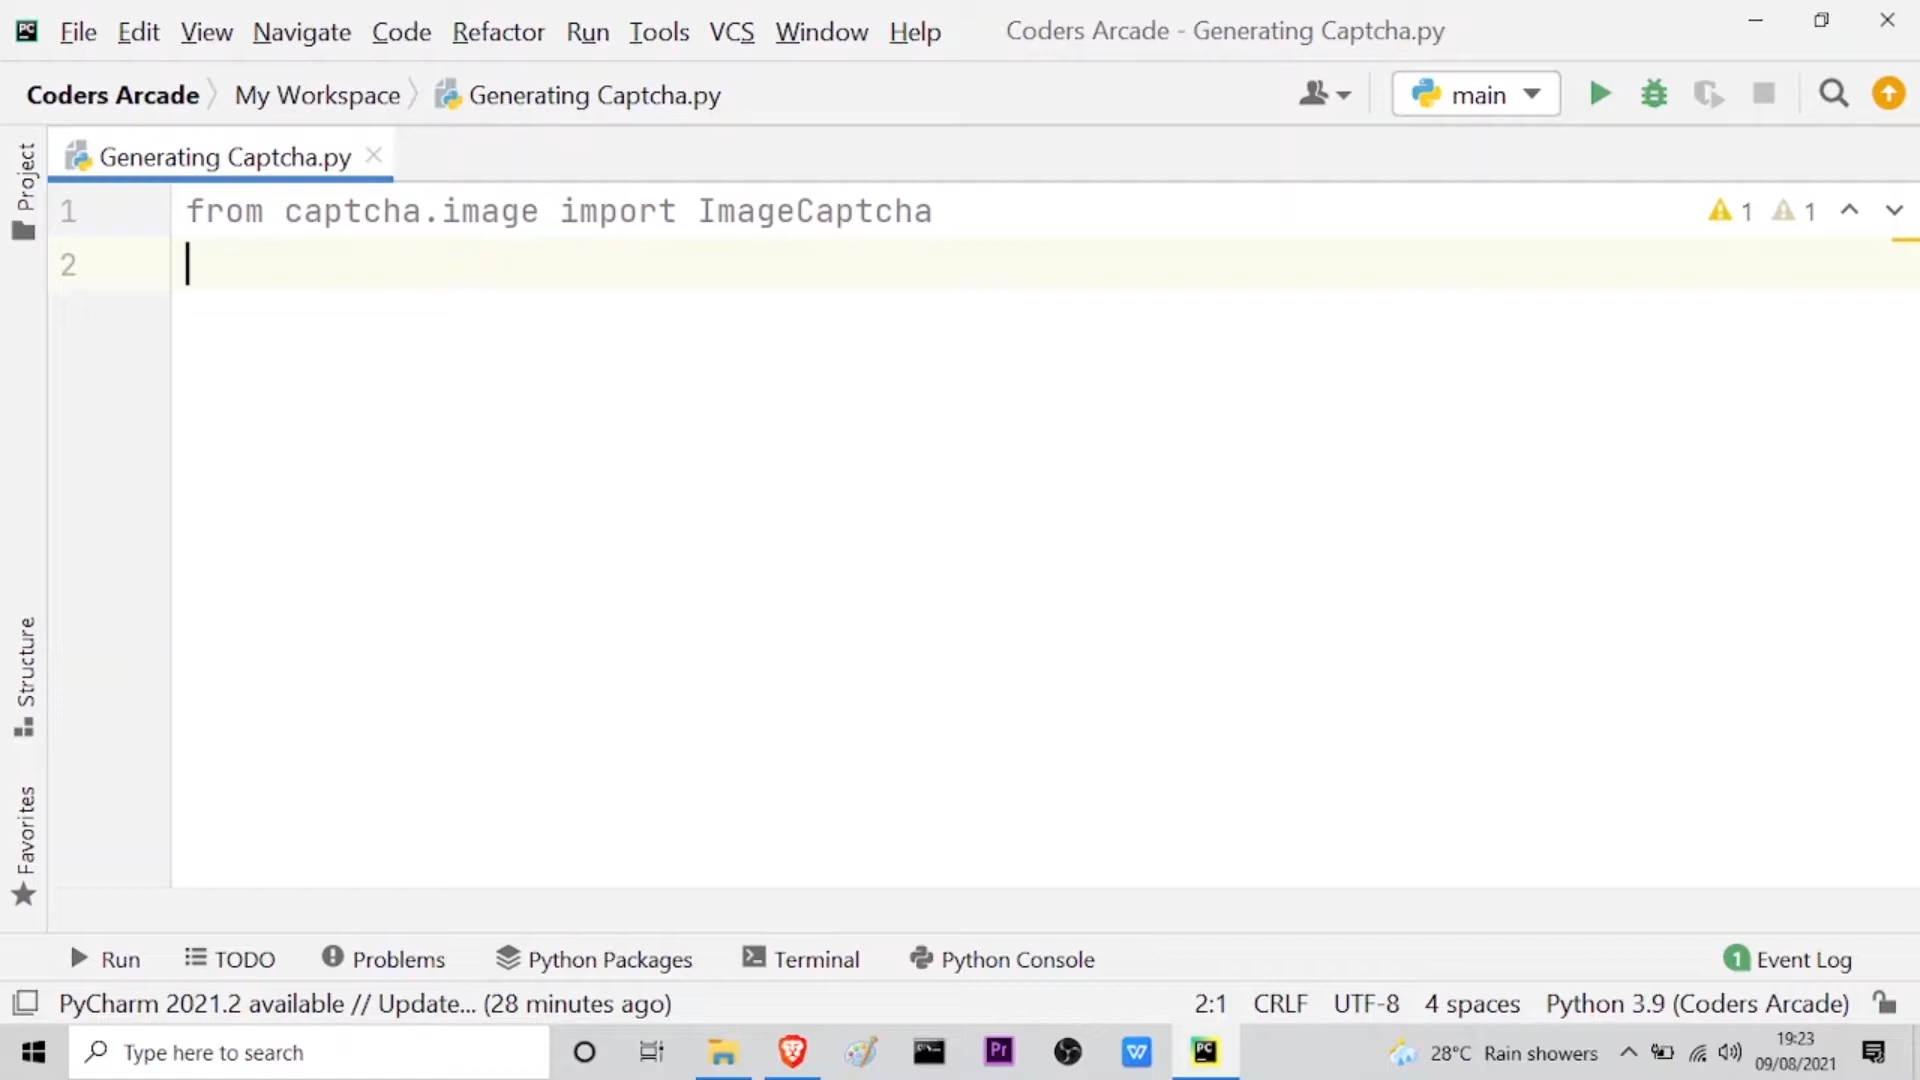 File Edit View Navigate Code Refactor Run Tools VCS Window Help Coders Arcade - Generating Captcha.py
Coders Arcade My Workspace Generating Captcha.py main
Generating Captcha.py
Project
1 from captcha.image import ImageCaptcha 1 1
2
Structure
Favorites
Run TODO Problems Python Packages Terminal Python Console 1 Event Log
PyCharm 2021.2 available // Update... (28 minutes ago) 2:1 CRLF UTF-8 4 spaces Python 3.9 (Coders Arcade)
Type here to search Pr PC 28°C Rain showers 19:23
09/08/2021